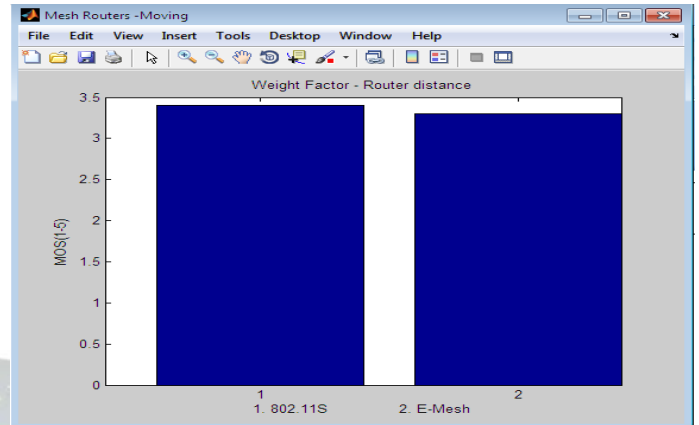 Mesh Routers -Moving
File Edit View Insert Tools Desktop Window Help
Weight Factor - Router distance
3.5
3
2.5
2
1.5
1
0.5
0
MOS(1-5)
1 2
1. 802.11S 2. E-Mesh